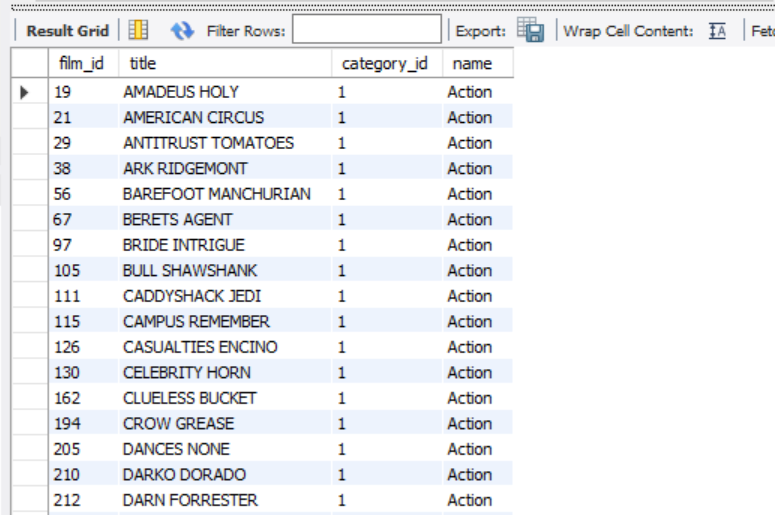 Result Grid Filter Rows: Export: Wrap Cell Content: IA Fetc
film_id title category_id name
19 AMADEUS HOLY 1 Action
21 AMERICAN CIRCUS 1 Action
29 ANTITRUST TOMATOES 1 Action
38 ARK RIDGEMONT 1 Action
56 BAREFOOT MANCHURIAN 1 Action
67 BERETS AGENT 1 Action
97 BRIDE INTRIGUE 1 Action
105 BULL SHAWSHANK 1 Action
111 CADDYSHACK JEDI 1 Action
115 CAMPUS REMEMBER 1 Action
126 CASUALTIES ENCINO 1 Action
130 CELEBRITY HORN 1 Action
162 CLUELESS BUCKET 1 Action
194 CROW GREASE 1 Action
205 DANCES NONE 1 Action
210 DARKO DORADO 1 Action
212 DARN FORRESTER 1 Action